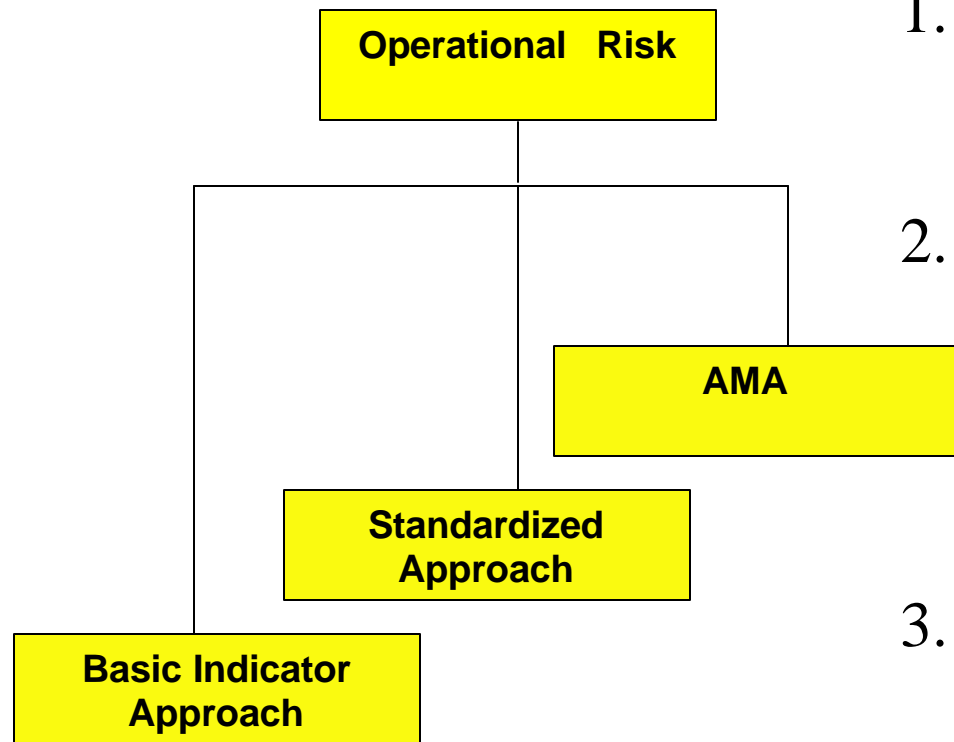 Operational Risk
1.
2.
AMA
Standardized
Approach
3.
Basic Indicator
Approach